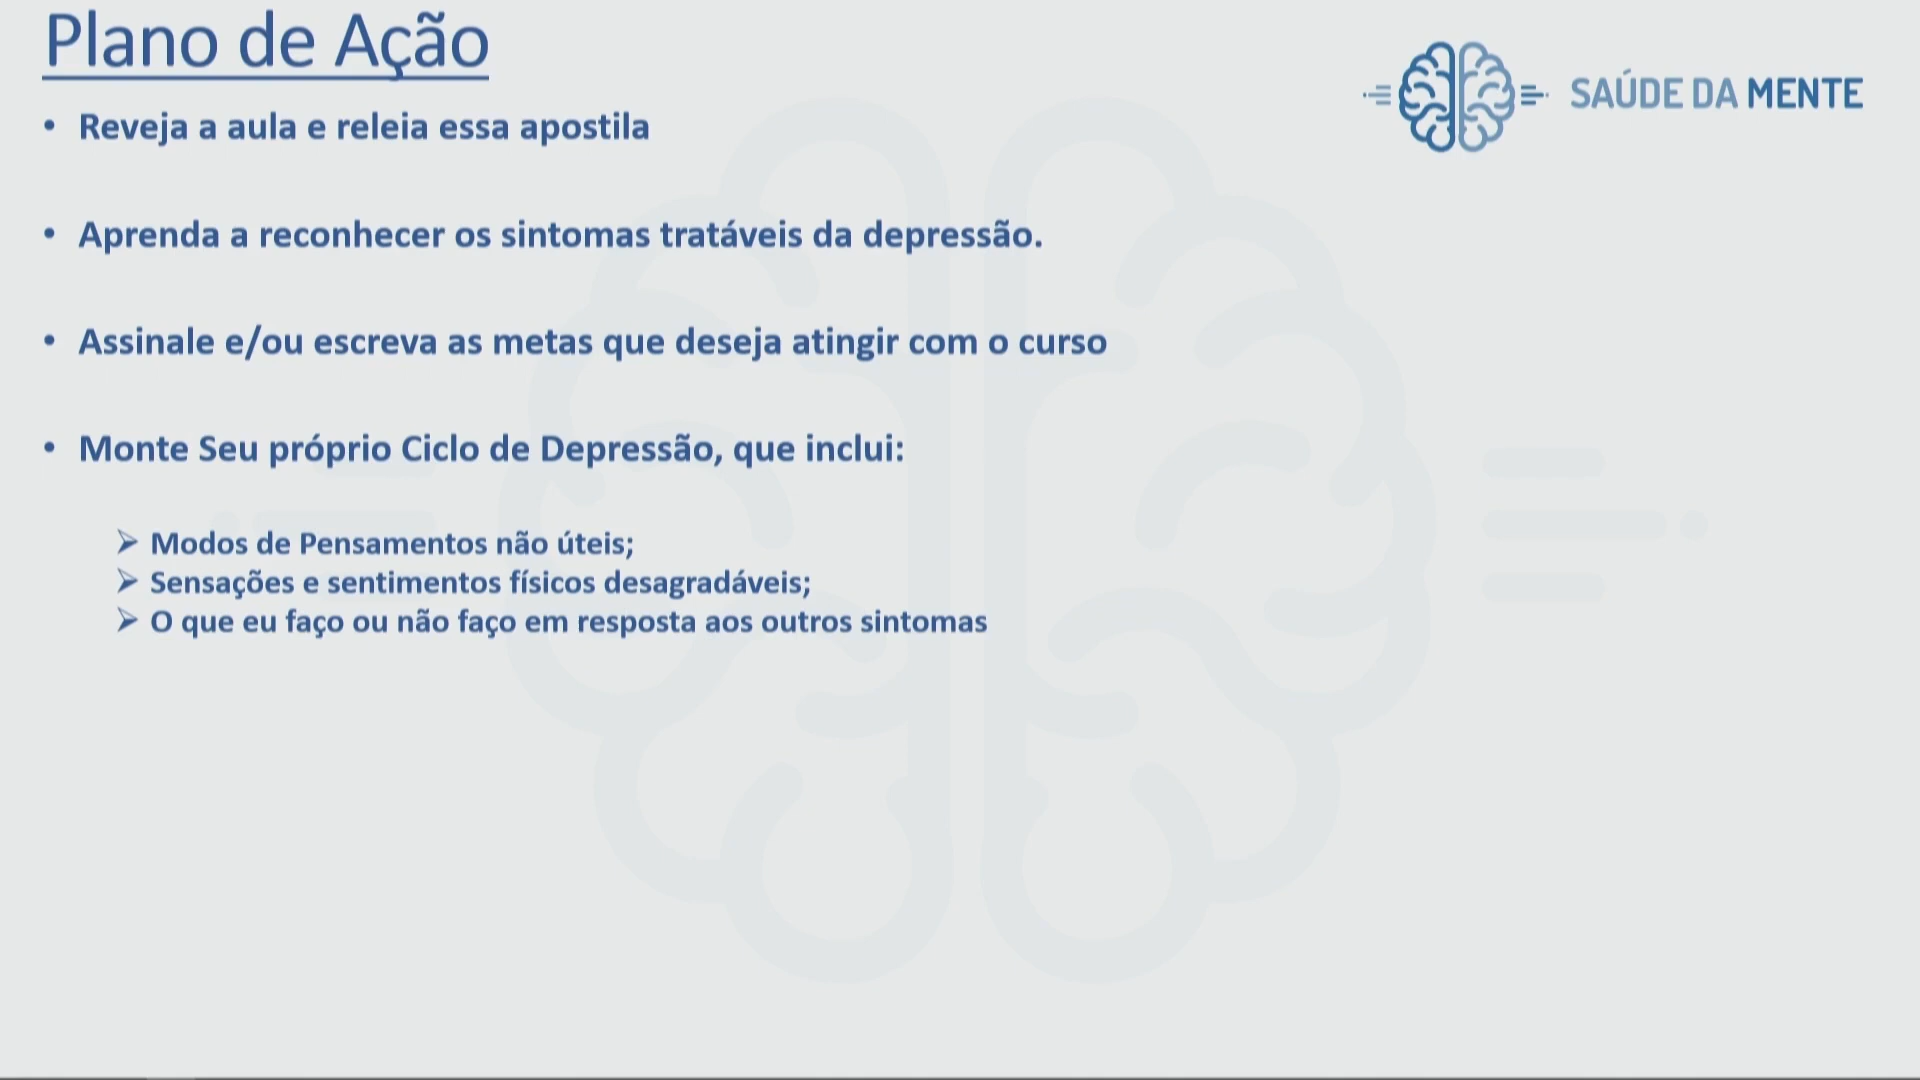 Plano de Ação
SAÚDE DA MENTE
• Reveja a aula e releia essa apostila
• Aprenda a reconhecer os sintomas tratáveis da depressão.
• Assinale e/ou escreva as metas que deseja atingir com o curso
• Monte Seu próprio Ciclo de Depressão, que inclui:
➢ Modos de Pensamentos não úteis;
➢ Sensações e sentimentos físicos desagradáveis;
➢ O que eu faço ou não faço em resposta aos outros sintomas